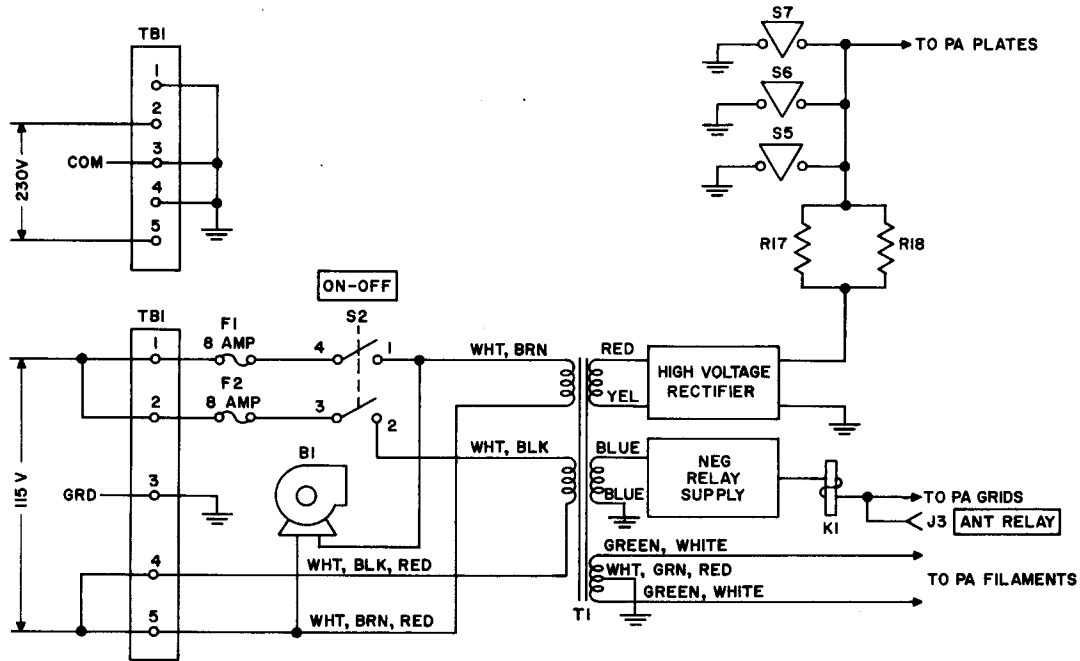 TB1
1
2
3
4
5
COM
230V
S7
TO PA PLATES
S6
S5
R17
R18
ON-OFF
S2
TB1
1
2
3
4
5
F1
8 AMP
F2
8 AMP
4
1
3
2
115 V
GRD
B1
WHT, BRN
WHT, BLK
WHT, BLK, RED
WHT, BRN, RED
T1
RED
YEL
HIGH VOLTAGE
RECTIFIER
BLUE
BLUE
NEG
RELAY
SUPPLY
K1
TO PA GRIDS
J3 ANT RELAY
GREEN, WHITE
WHT, GRN, RED
GREEN, WHITE
TO PA FILAMENTS